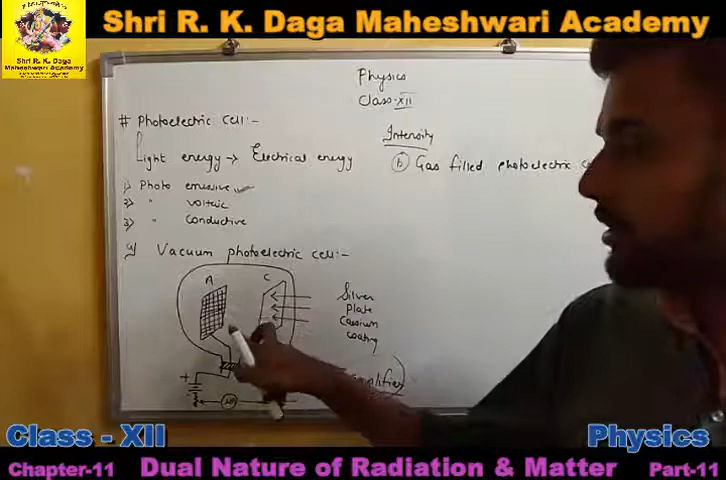 Shri R. K. Daga Maheshwari Academy
Shri R. K. Daga
Maheshwari Academy
Physics
Class-XII
# Photoelectric cell:-
Light energy → Electrical energy
1) Photo emissive
2) " voltaic
3) " conductive
Intensity
(b) Gas filled photoelectric
a) Vacuum photoelectric cell:-
A C
Silver
Plate
Caesium
coating
+
Class - XII
Physics
Chapter-11 Dual Nature of Radiation & Matter Part-11